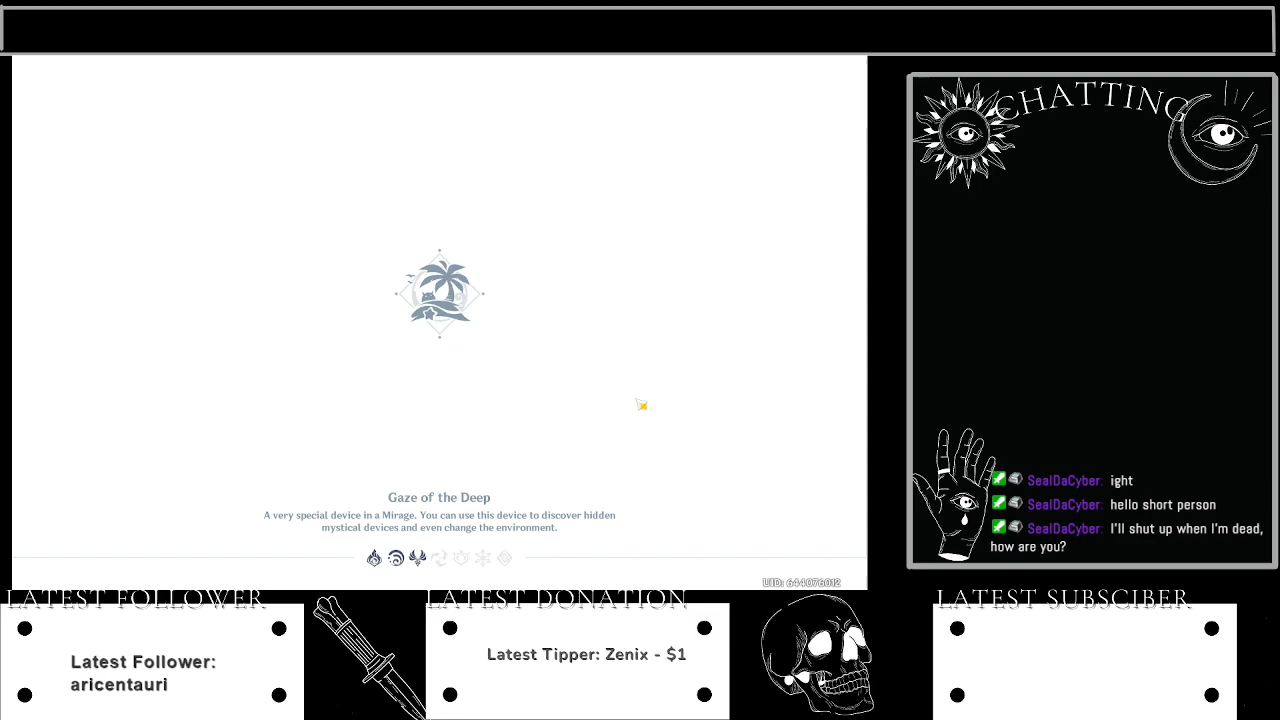 CHATTING
Gaze of the Deep
A very special device in a Mirage. You can use this device to discover hidden
mystical devices and even change the environment.
UID: 644076012
SealDaCyber: ight
SealDaCyber: hello short person
SealDaCyber: I'll shut up when I'm dead,
how are you?
LATEST FOLLOWER
Latest Follower:
aricentauri
LATEST DONATION
Latest Tipper: Zenix - $1
LATEST SUBSCIBER